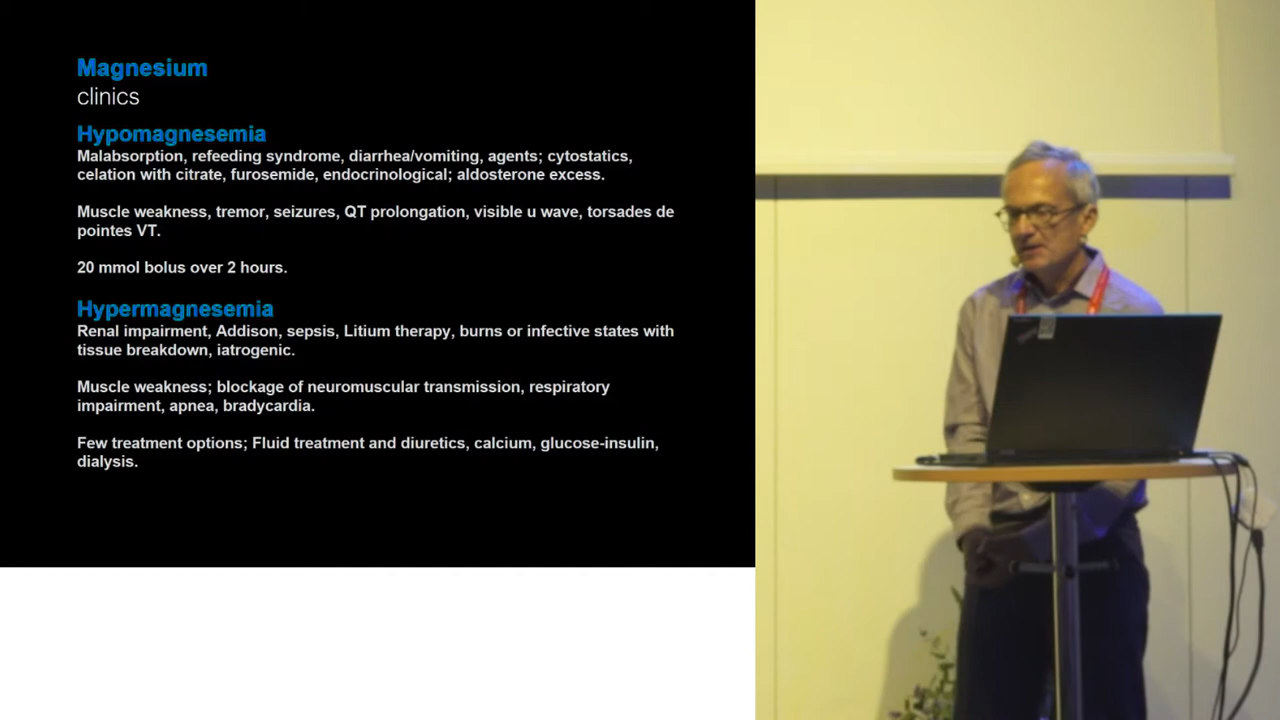 Magnesium
clinics
Hypomagnesemia
Malabsorption, refeeding syndrome, diarrhea/vomiting, agents; cytostatics,
celation with citrate, furosemide, endocrinological; aldosterone excess.
Muscle weakness, tremor, seizures, QT prolongation, visible u wave, torsades de
pointes VT.
20 mmol bolus over 2 hours.
Hypermagnesemia
Renal impairment, Addison, sepsis, Litium therapy, burns or infective states with
tissue breakdown, iatrogenic.
Muscle weakness; blockage of neuromuscular transmission, respiratory
impairment, apnea, bradycardia.
Few treatment options; Fluid treatment and diuretics, calcium, glucose-insulin,
dialysis.